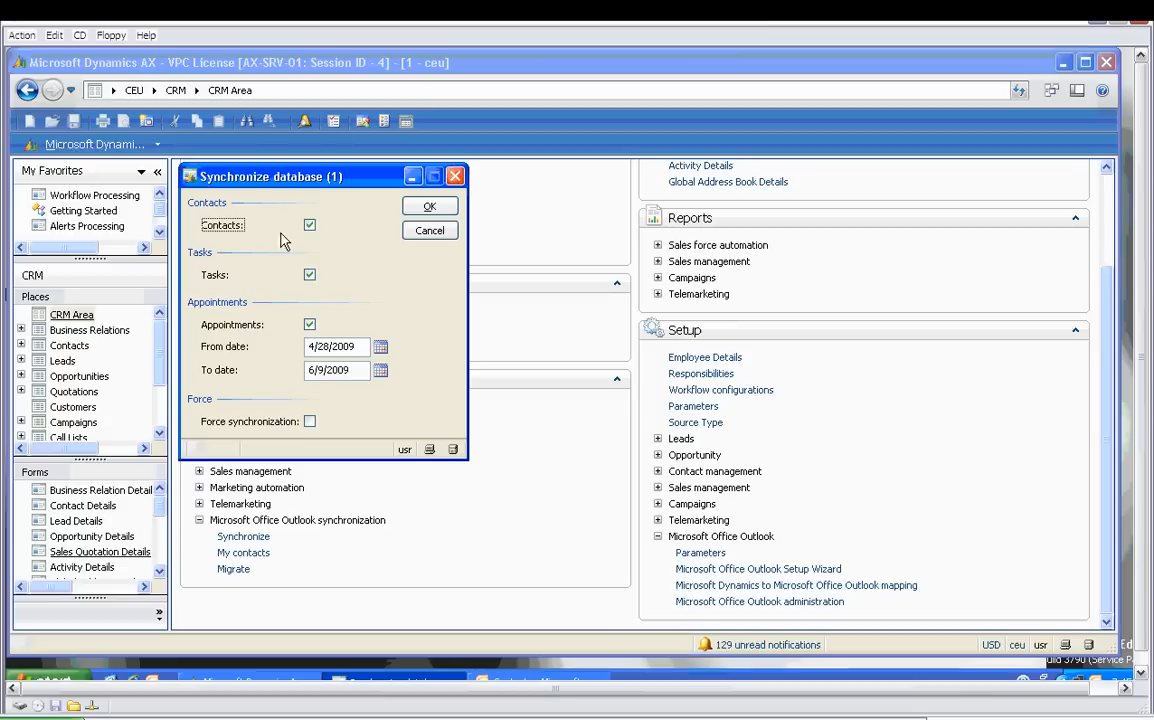 Action Edit CD Floppy Help
Microsoft Dynamics AX - VPC License [AX-SRV-01: Session ID - 4] - [1 - ceu]
CEU CRM CRM Area
Microsoft Dynami...
My Favorites
Workflow Processing
Getting Started
Alerts Processing
CRM
Places
CRM Area
Business Relations
Contacts
Leads
Opportunities
Quotations
Customers
Campaigns
Call Lists
Forms
Business Relation Detail
Contact Details
Lead Details
Opportunity Details
Sales Quotation Details
Activity Details
Synchronize database (1)
Contacts
Contacts:
OK
Cancel
Tasks
Tasks:
Appointments
Appointments:
From date: 4/28/2009
To date: 6/9/2009
Force
Force synchronization:
usr
Sales management
Marketing automation
Telemarketing
Microsoft Office Outlook synchronization
Synchronize
My contacts
Migrate
Activity Details
Global Address Book Details
Reports
Sales force automation
Sales management
Campaigns
Telemarketing
Setup
Employee Details
Responsibilities
Workflow configurations
Parameters
Source Type
Leads
Opportunity
Contact management
Sales management
Campaigns
Telemarketing
Microsoft Office Outlook
Parameters
Microsoft Office Outlook Setup Wizard
Microsoft Dynamics to Microsoft Office Outlook mapping
Microsoft Office Outlook administration
129 unread notifications USD ceu usr